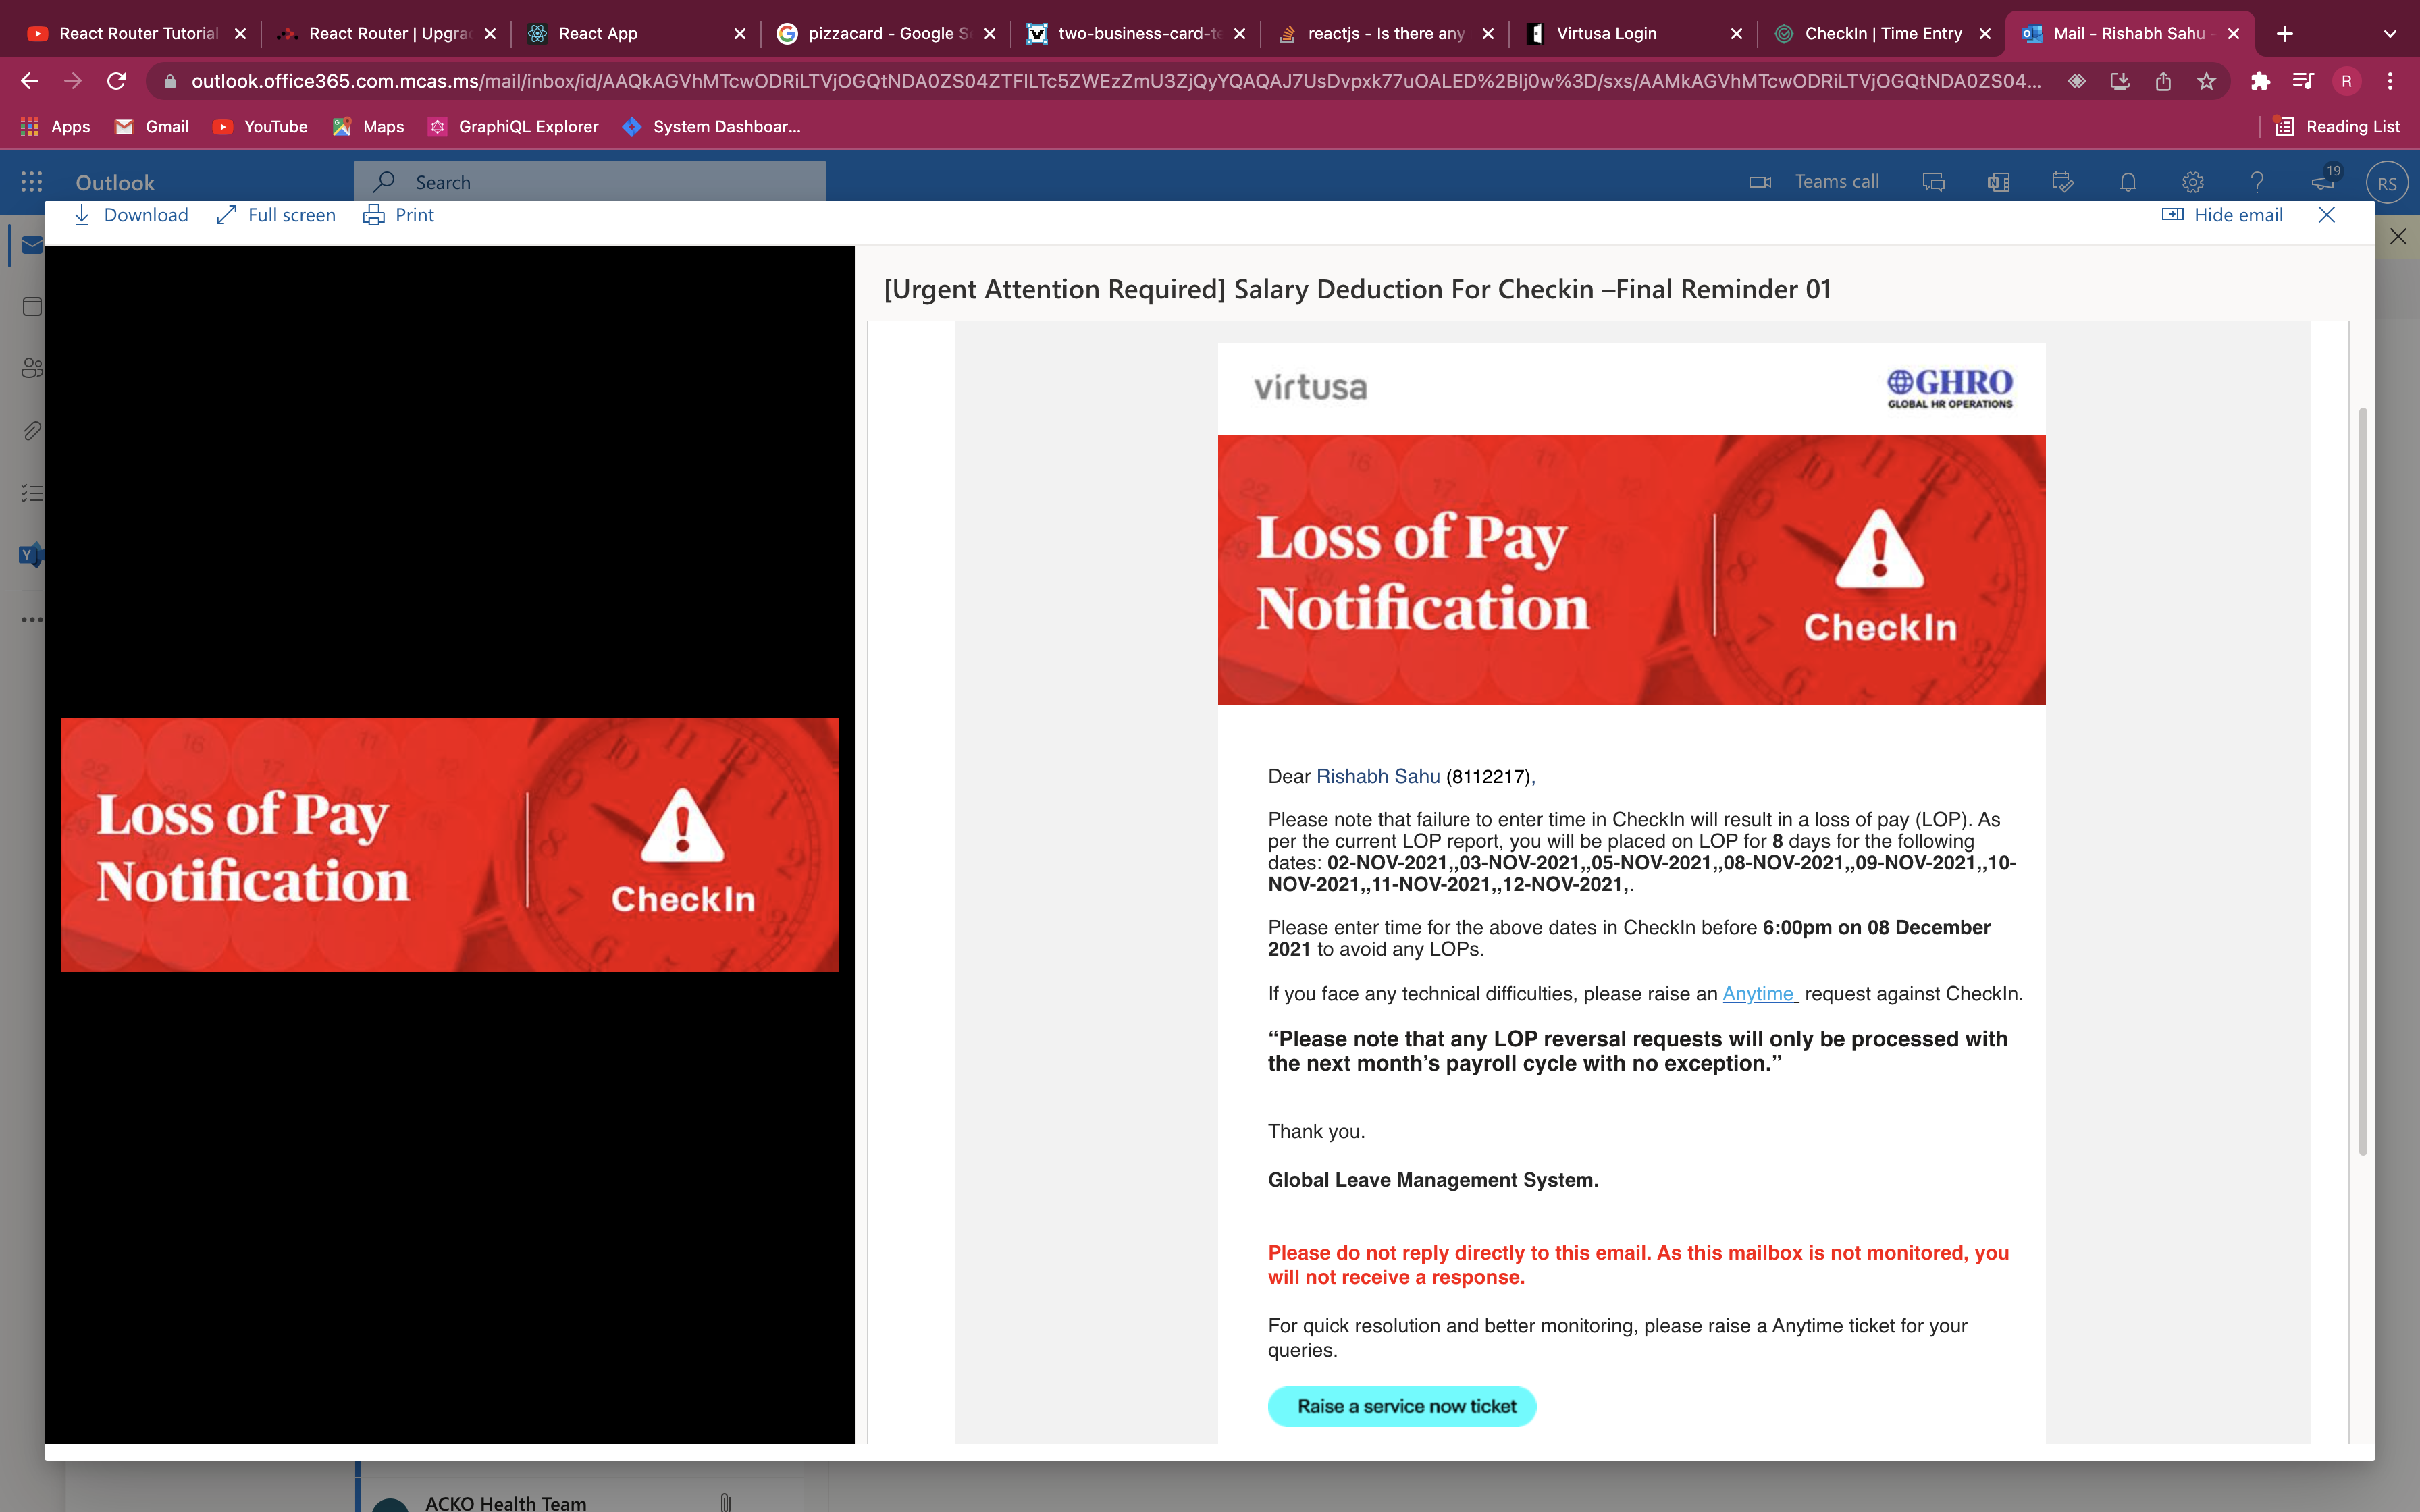 React Router Tutorial
React Router | Upgra
React App
pizzacard - Google S
two-business-card-te
reactjs - Is there any
Virtusa Login
CheckIn | Time Entry
Mail - Rishabh Sahu -
outlook.office365.com.mcas.ms/mail/inbox/id/AAQkAGVhMTcwODRiLTVjOGQtNDA0ZS04ZTFlLTc5ZWEzZmU3ZjQyYQAQAJ7UsDvpxk77uOALED%2Blj0w%3D/sxs/AAMkAGVhMTcwODRiLTVjOGQtNDA0ZS04...
R
Apps
Gmail
YouTube
Maps
GraphiQL Explorer
System Dashboar...
Reading List
Outlook
Search
Teams call
19
RS
Download
Full screen
Print
Hide email
[Urgent Attention Required] Salary Deduction For Checkin –Final Reminder 01
virtusa
GHRO
GLOBAL HR OPERATIONS
Loss of Pay
Notification
CheckIn
Loss of Pay
Notification
CheckIn
Dear Rishabh Sahu (8112217),
Please note that failure to enter time in CheckIn will result in a loss of pay (LOP). As
per the current LOP report, you will be placed on LOP for 8 days for the following
dates: 02-NOV-2021,,03-NOV-2021,,05-NOV-2021,,08-NOV-2021,,09-NOV-2021,,10-
NOV-2021,,11-NOV-2021,,12-NOV-2021,.
Please enter time for the above dates in CheckIn before 6:00pm on 08 December
2021 to avoid any LOPs.
If you face any technical difficulties, please raise an Anytime request against CheckIn.
“Please note that any LOP reversal requests will only be processed with
the next month’s payroll cycle with no exception.”
Thank you.
Global Leave Management System.
Please do not reply directly to this email. As this mailbox is not monitored, you
will not receive a response.
For quick resolution and better monitoring, please raise a Anytime ticket for your
queries.
Raise a service now ticket
ACKO Health Team